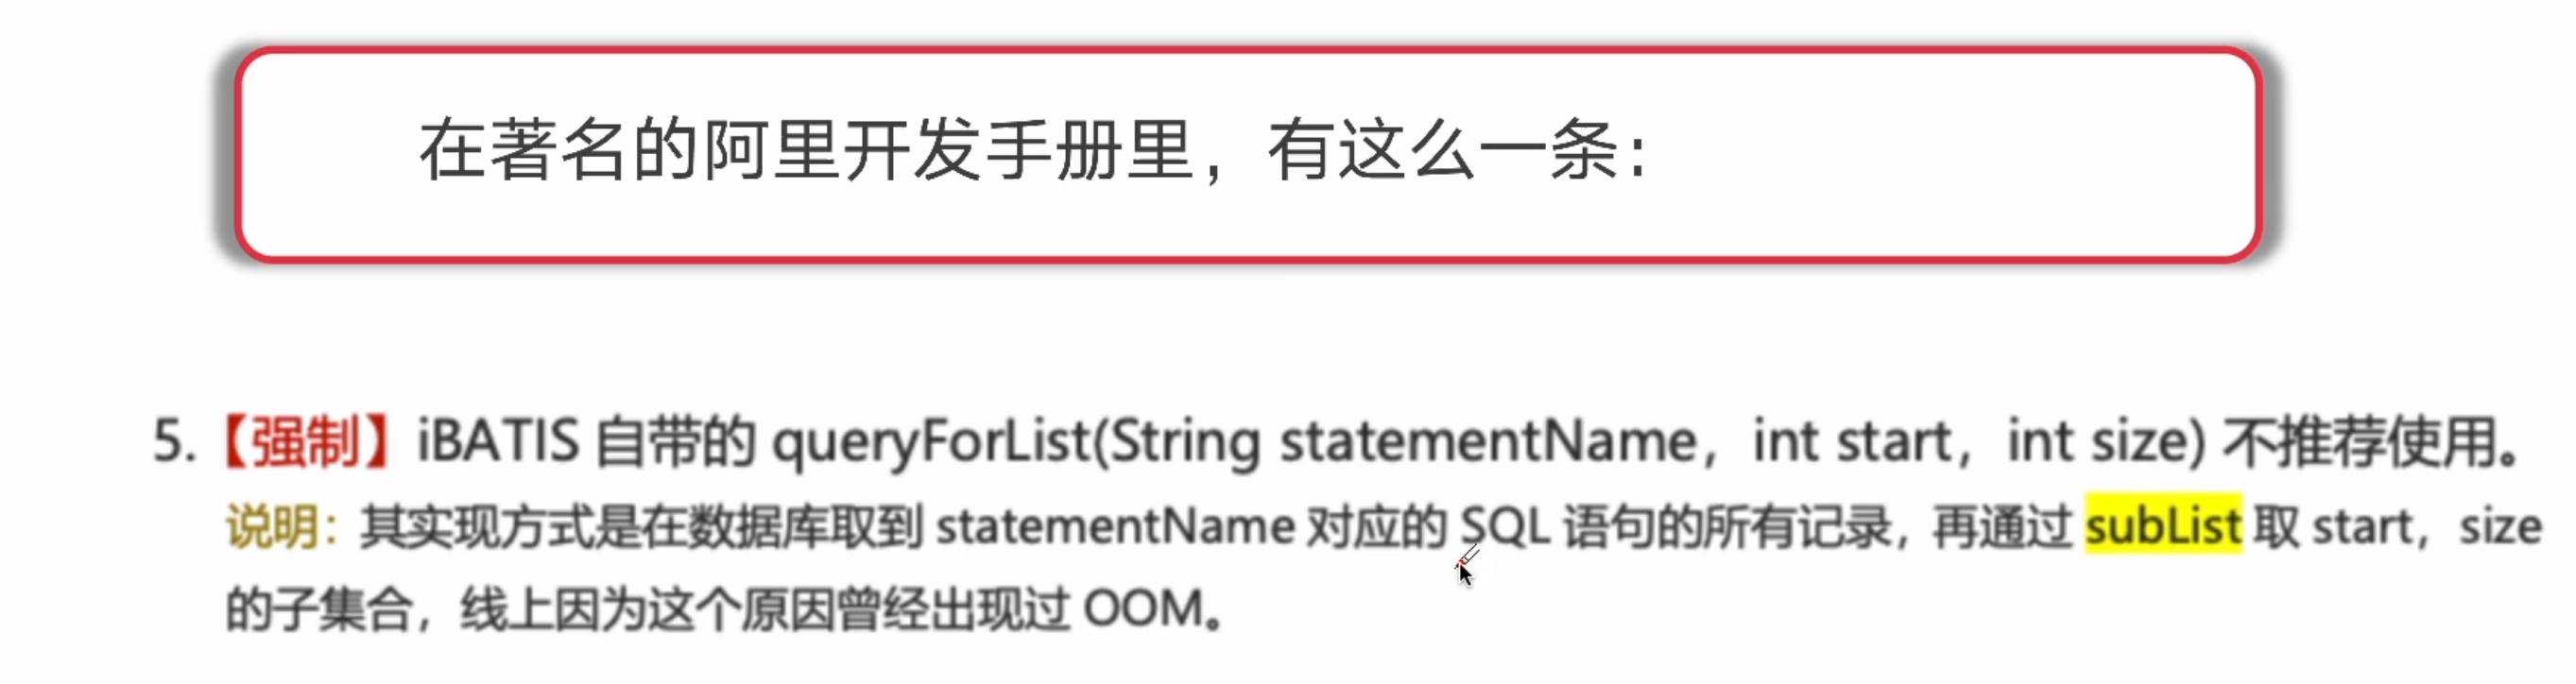 在著名的阿里开发手册里，有这么一条：
5.【强制】iBATIS 自带的 queryForList(String statementName，int start，int size) 不推荐使用。
说明：其实现方式是在数据库取到 statementName 对应的 SQL 语句的所有记录，再通过 subList 取 start，size
的子集合，线上因为这个原因曾经出现过 OOM。